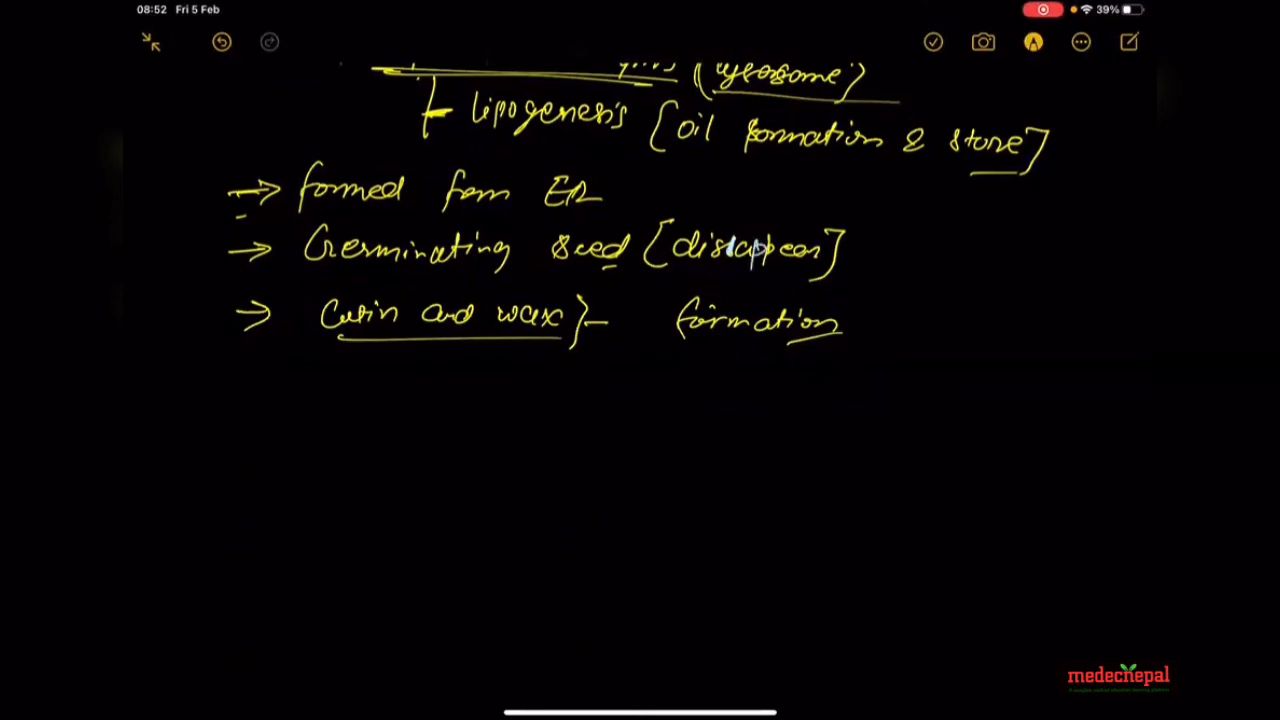 08:52 Fri 5 Feb
39%
(lysosome)
Lipogenesis [oil formation & store]
→ formed from ER
→ Germinating seed [disappear]
→ Cutin and wax } – formation
medecnepal